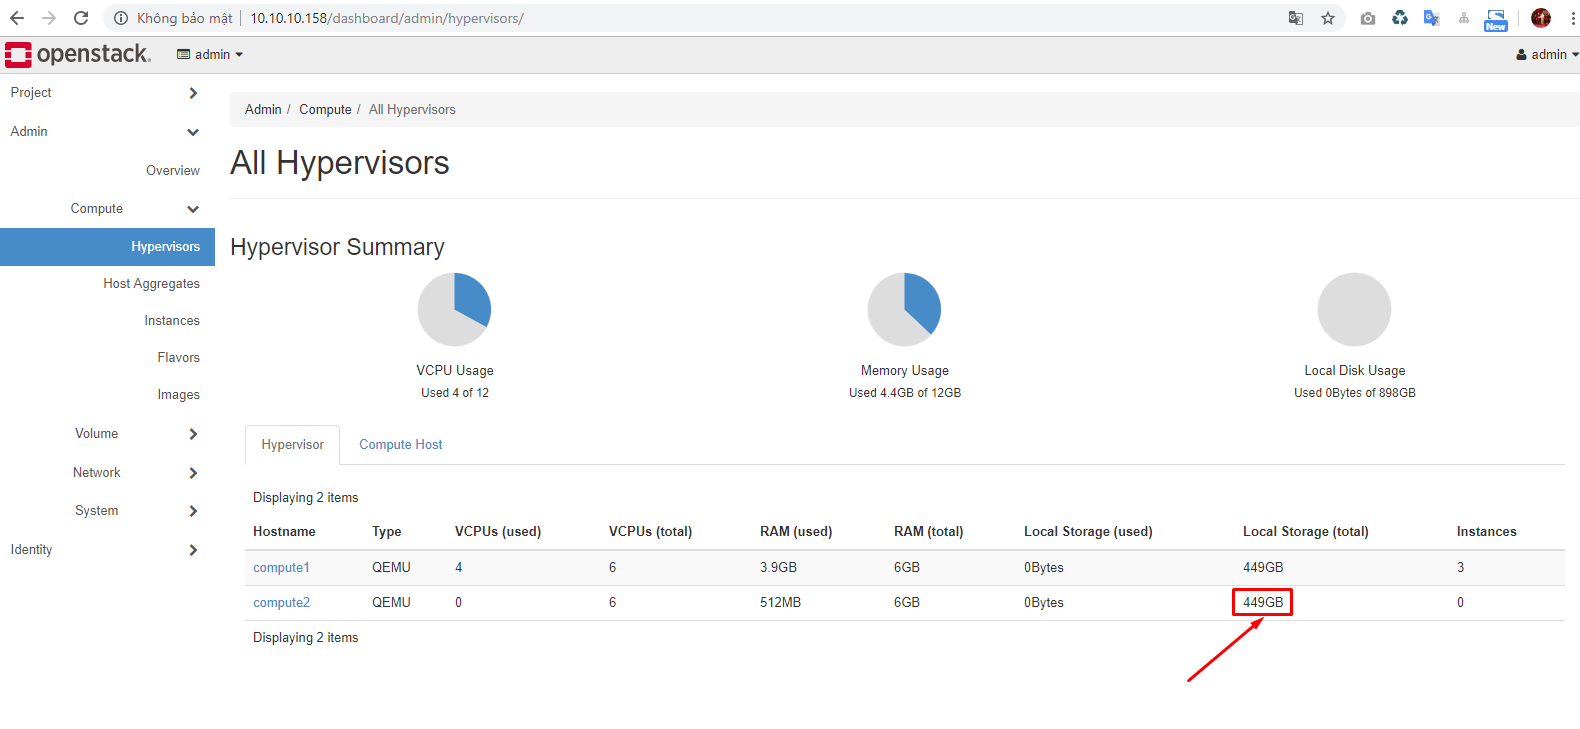 Không bảo mật 10.10.10.158/dashboard/admin/hypervisors/
New
openstack. admin admin
Project
Admin
Overview
Compute
Hypervisors
Host Aggregates
Instances
Flavors
Images
Volume
Network
System
Identity
Admin / Compute / All Hypervisors
All Hypervisors
Hypervisor Summary
VCPU Usage
Used 4 of 12
Memory Usage
Used 4.4GB of 12GB
Local Disk Usage
Used 0Bytes of 898GB
Hypervisor Compute Host
Displaying 2 items
Hostname Type VCPUs (used) VCPUs (total) RAM (used) RAM (total) Local Storage (used) Local Storage (total) Instances
compute1 QEMU 4 6 3.9GB 6GB 0Bytes 449GB 3
compute2 QEMU 0 6 512MB 6GB 0Bytes 449GB 0
Displaying 2 items